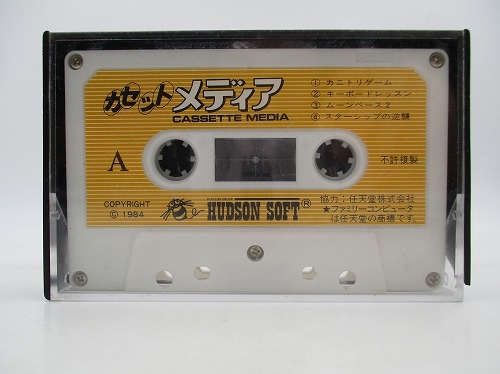 カセットメディア
CASSETTE MEDIA
① カニトリゲーム
② キーボードレッスン
③ ムーンベース2
④ スターシップの逆襲
A
不許複製
COPYRIGHT
© 1984
HUDSON SOFT®
協力：任天堂株式会社
★ファミリーコンピュータ
は任天堂の商標です。